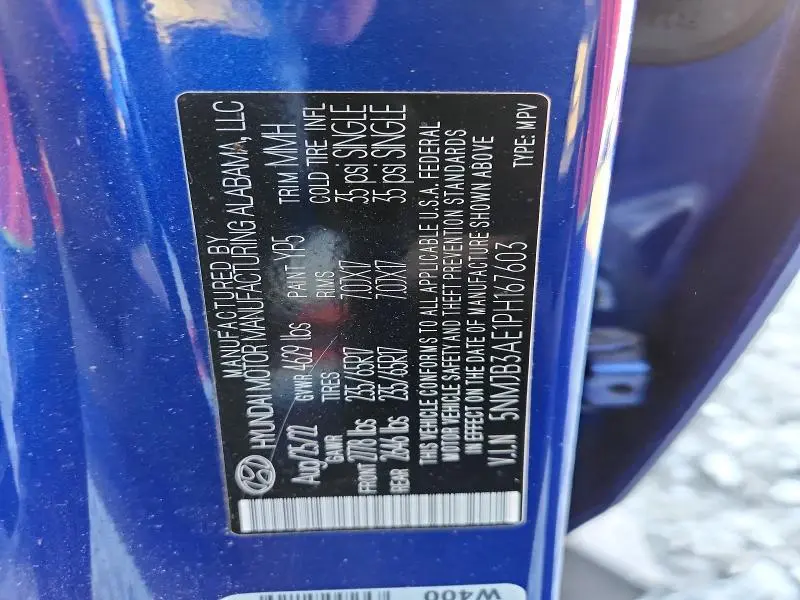 MANUFACTURED BY
HYUNDAI MOTOR MANUFACTURING ALABAMA, LLC
Aug/25/22 GVWR 4629 lbs PAINT YP5 TRIM MMH
GAWR TIRES RIMS COLD TIRE INFL
FRONT 2778 lbs 235/65R17 7.0JX17 35 psi SINGLE
REAR 2646 lbs 235/65R17 7.0JX17 35 psi SINGLE
THIS VEHICLE CONFORMS TO ALL APPLICABLE U.S.A. FEDERAL
MOTOR VEHICLE SAFETY AND THEFT PREVENTION STANDARDS
IN EFFECT ON THE DATE OF MANUFACTURE SHOWN ABOVE
V.I.N 5NMJB3AE1PH167603
TYPE: MPV
W466